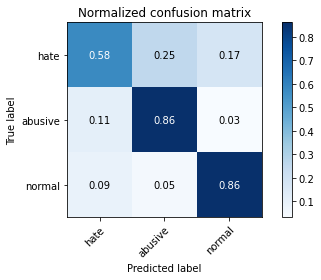 Normalized confusion matrix
hate 0.58 0.25 0.17
abusive 0.11 0.86 0.03
normal 0.09 0.05 0.86
hate abusive normal
True label
Predicted label
0.8
0.7
0.6
0.5
0.4
0.3
0.2
0.1